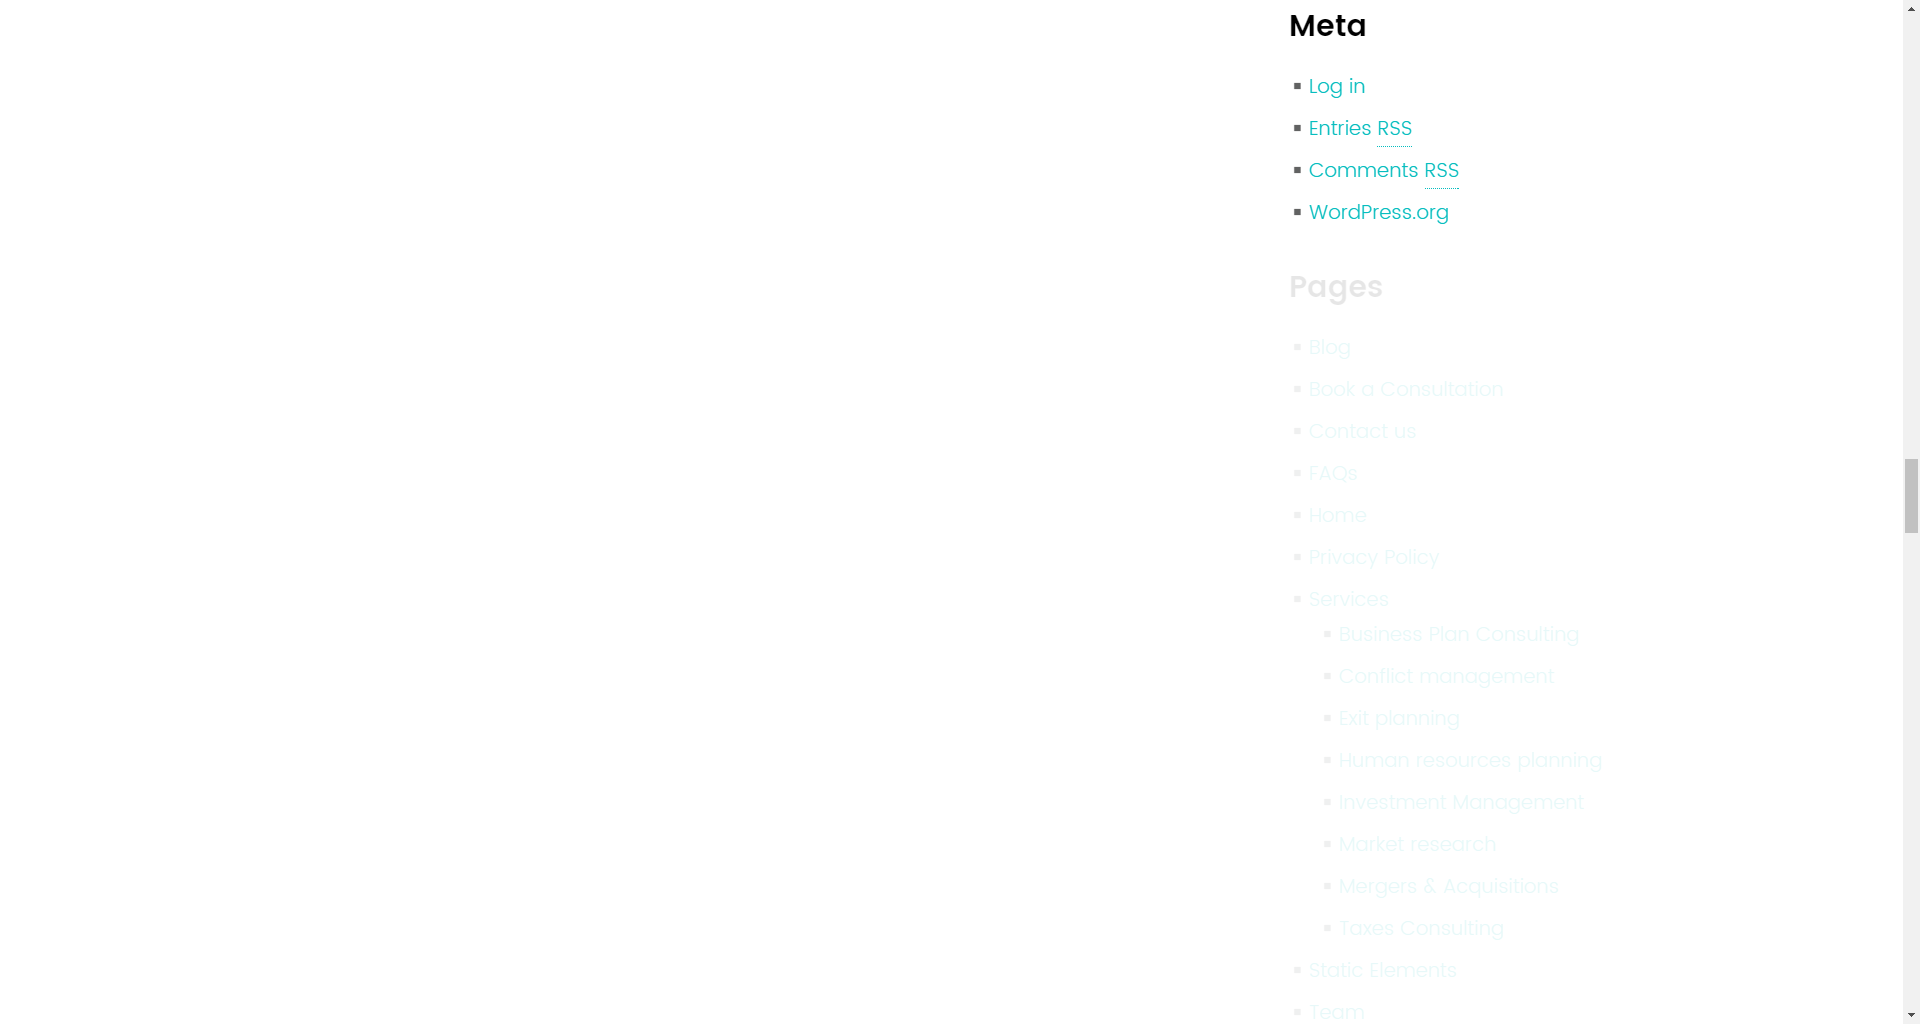 Meta
Log in
Entries RSS
Comments RSS
WordPress.org
Pages
Blog
Book a Consultation
Contact us
FAQs
Home
Privacy Policy
Services
Business Plan Consulting
Conflict management
Exit planning
Human resources planning
Investment Management
Market research
Mergers & Acquisitions
Taxes Consulting
Static Elements
Team